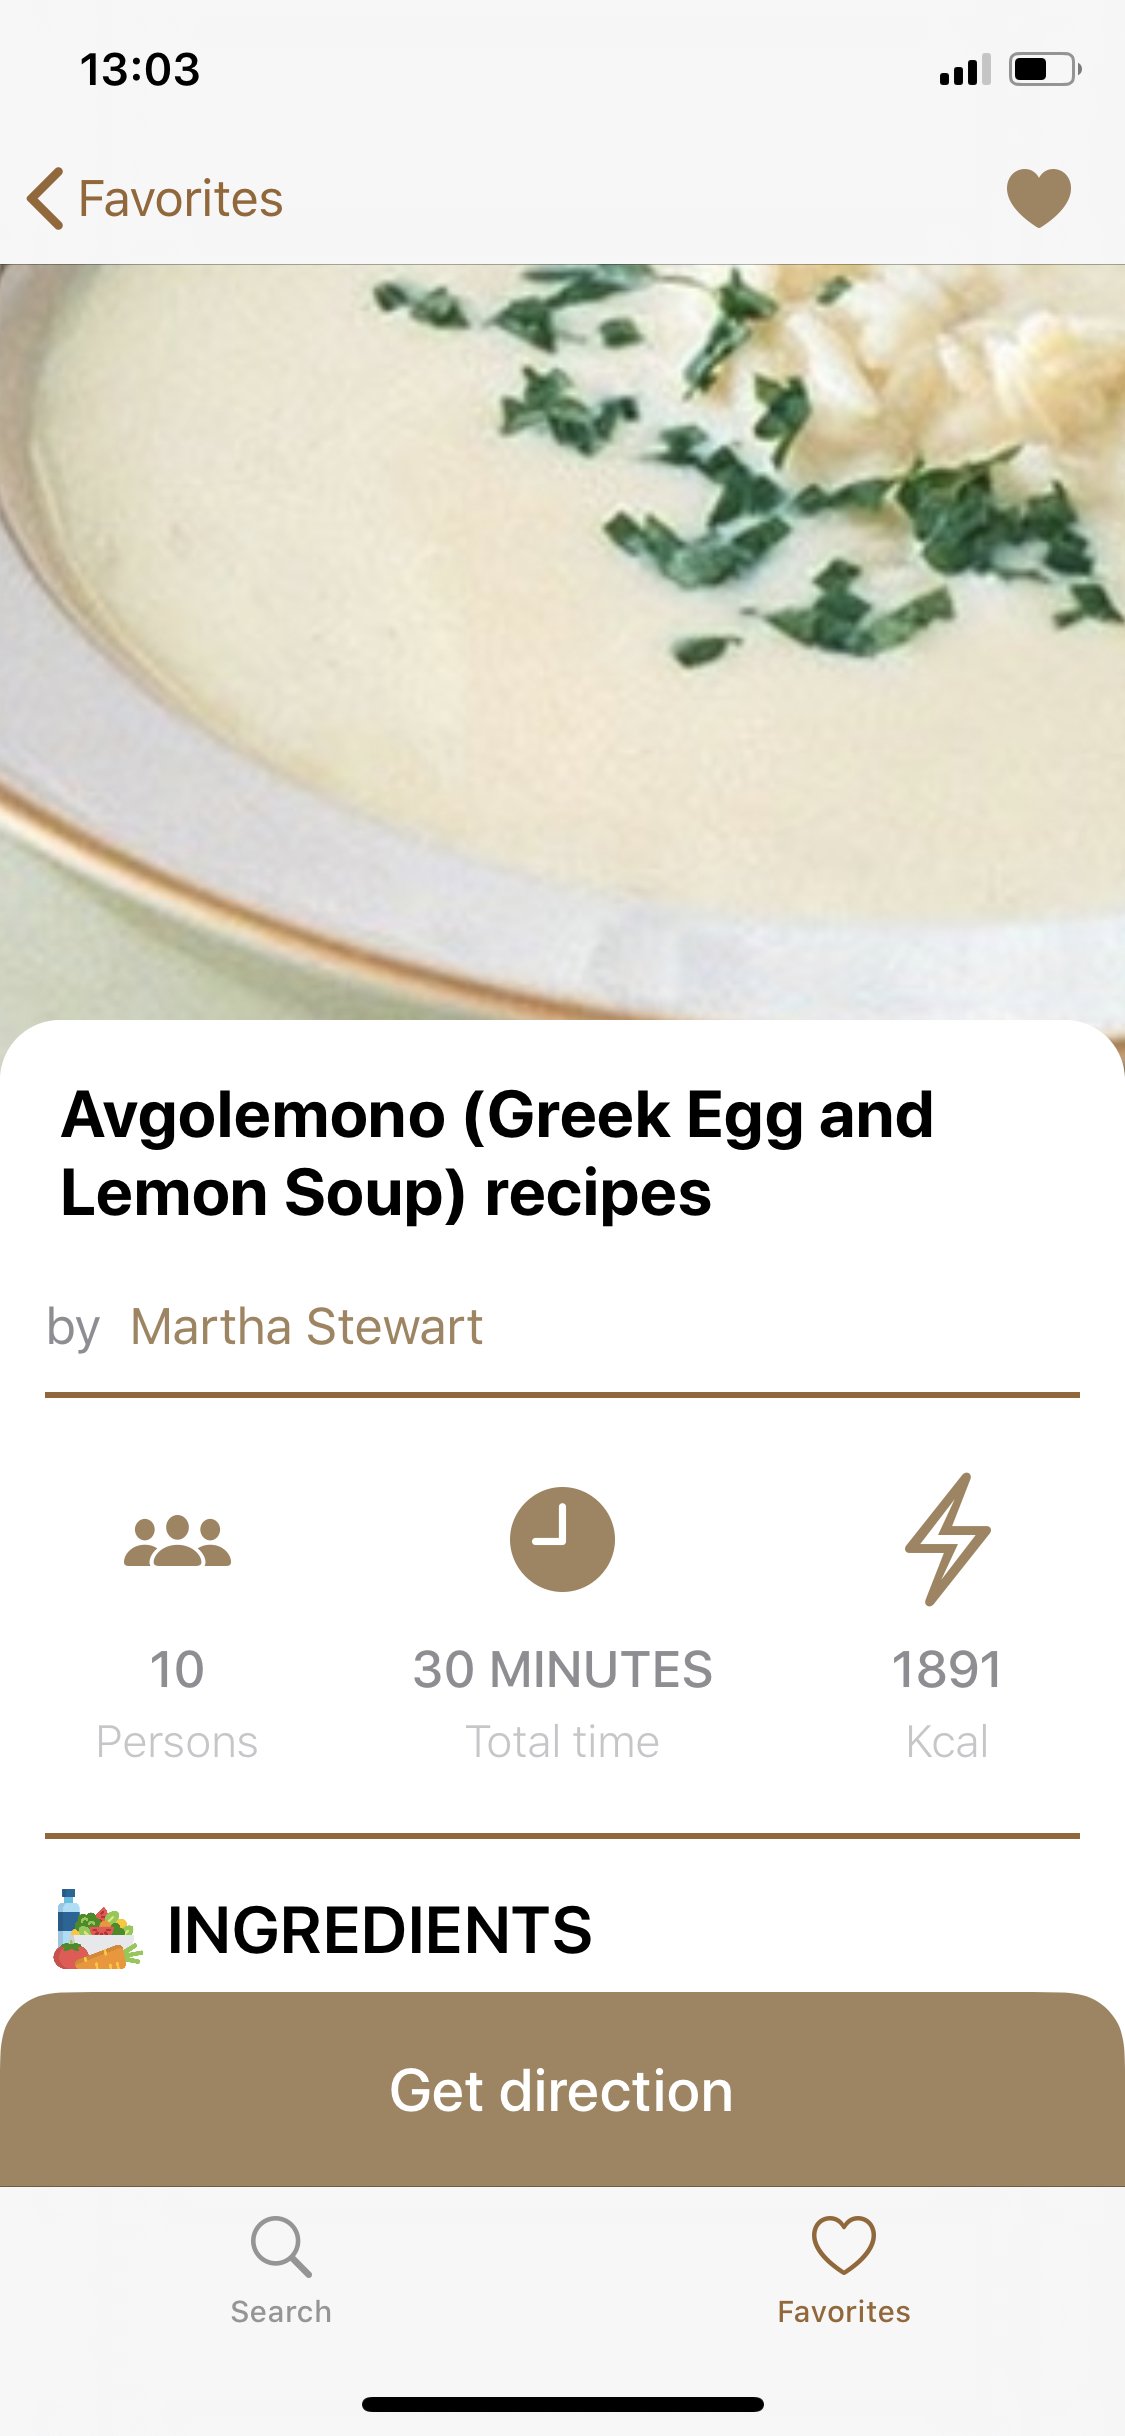 13:03
Favorites
Avgolemono (Greek Egg and
Lemon Soup) recipes
by Martha Stewart
10
Persons
30 MINUTES
Total time
1891
Kcal
INGREDIENTS
Get direction
Search
Favorites